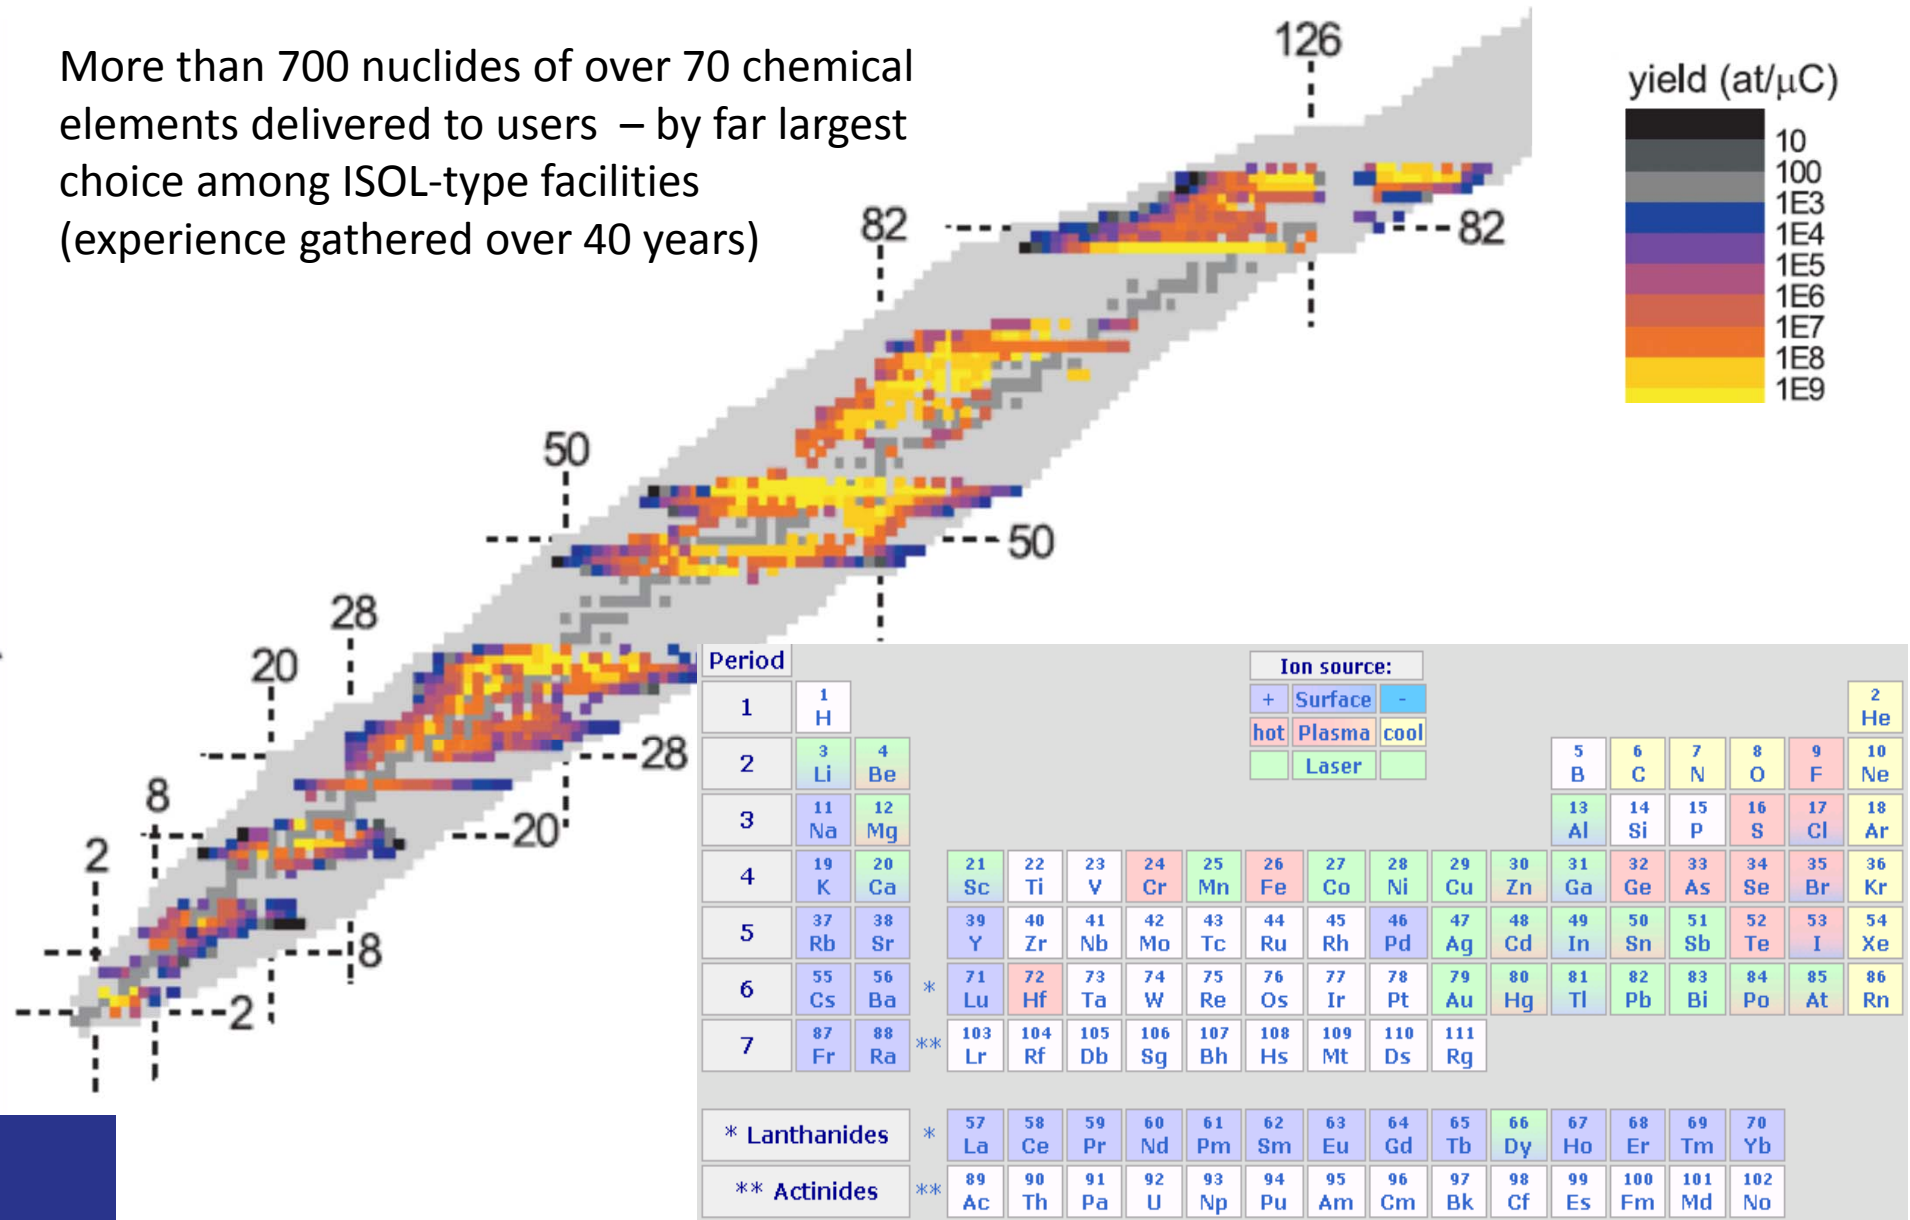 More than 700 nuclides of over 70 chemical
elements delivered to users – by far largest
choice among ISOL-type facilities
(experience gathered over 40 years)
126
82
82
50
50
28
28
20
20
8
8
2
2
yield (at/μC)
10
100
1E3
1E4
1E5
1E6
1E7
1E8
1E9
Period
Ion source:
+ Surface -
hot Plasma cool
Laser
1
1 2
H He
2
3 4 5 6 7 8 9 10
Li Be B C N O F Ne
3
11 12 13 14 15 16 17 18
Na Mg Al Si P S Cl Ar
4
19 20 21 22 23 24 25 26 27 28 29 30 31 32 33 34 35 36
K Ca Sc Ti V Cr Mn Fe Co Ni Cu Zn Ga Ge As Se Br Kr
5
37 38 39 40 41 42 43 44 45 46 47 48 49 50 51 52 53 54
Rb Sr Y Zr Nb Mo Tc Ru Rh Pd Ag Cd In Sn Sb Te I Xe
6
55 56 71 72 73 74 75 76 77 78 79 80 81 82 83 84 85 86
Cs Ba * Lu Hf Ta W Re Os Ir Pt Au Hg Tl Pb Bi Po At Rn
7
87 88 103 104 105 106 107 108 109 110 111
Fr Ra ** Lr Rf Db Sg Bh Hs Mt Ds Rg
* Lanthanides *
57 58 59 60 61 62 63 64 65 66 67 68 69 70
La Ce Pr Nd Pm Sm Eu Gd Tb Dy Ho Er Tm Yb
** Actinides **
89 90 91 92 93 94 95 96 97 98 99 100 101 102
Ac Th Pa U Np Pu Am Cm Bk Cf Es Fm Md No